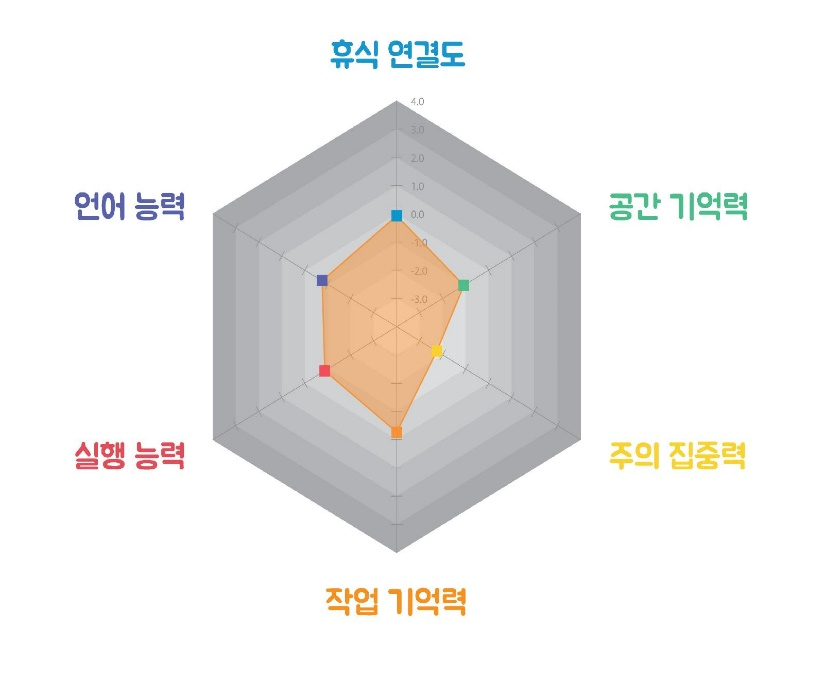 휴식 연결도
4.0
3.0
2.0
1.0
0.0
-1.0
-2.0
-3.0
언어 능력
공간 기억력
실행 능력
주의 집중력
작업 기억력